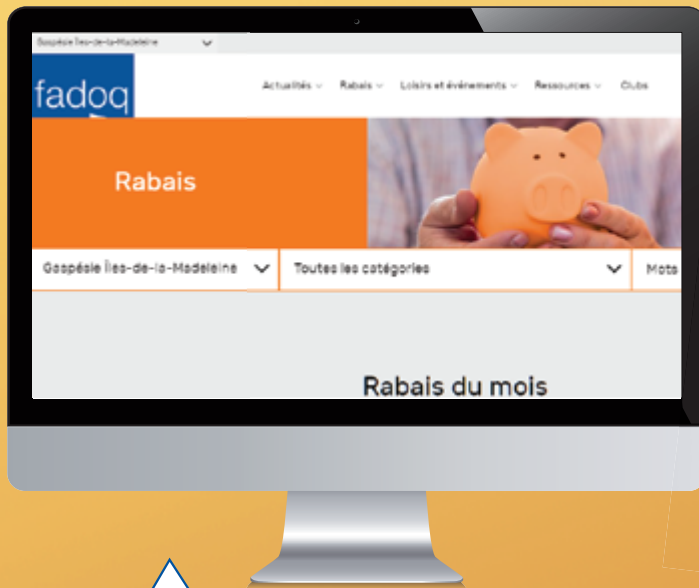 Gaspésie Îles-de-la-Madeleine
fadoq
Actualités Rabais Loisirs et événements Ressources Clubs
Rabais
Gaspésie Îles-de-la-Madeleine Toutes les catégories Mots
Rabais du mois